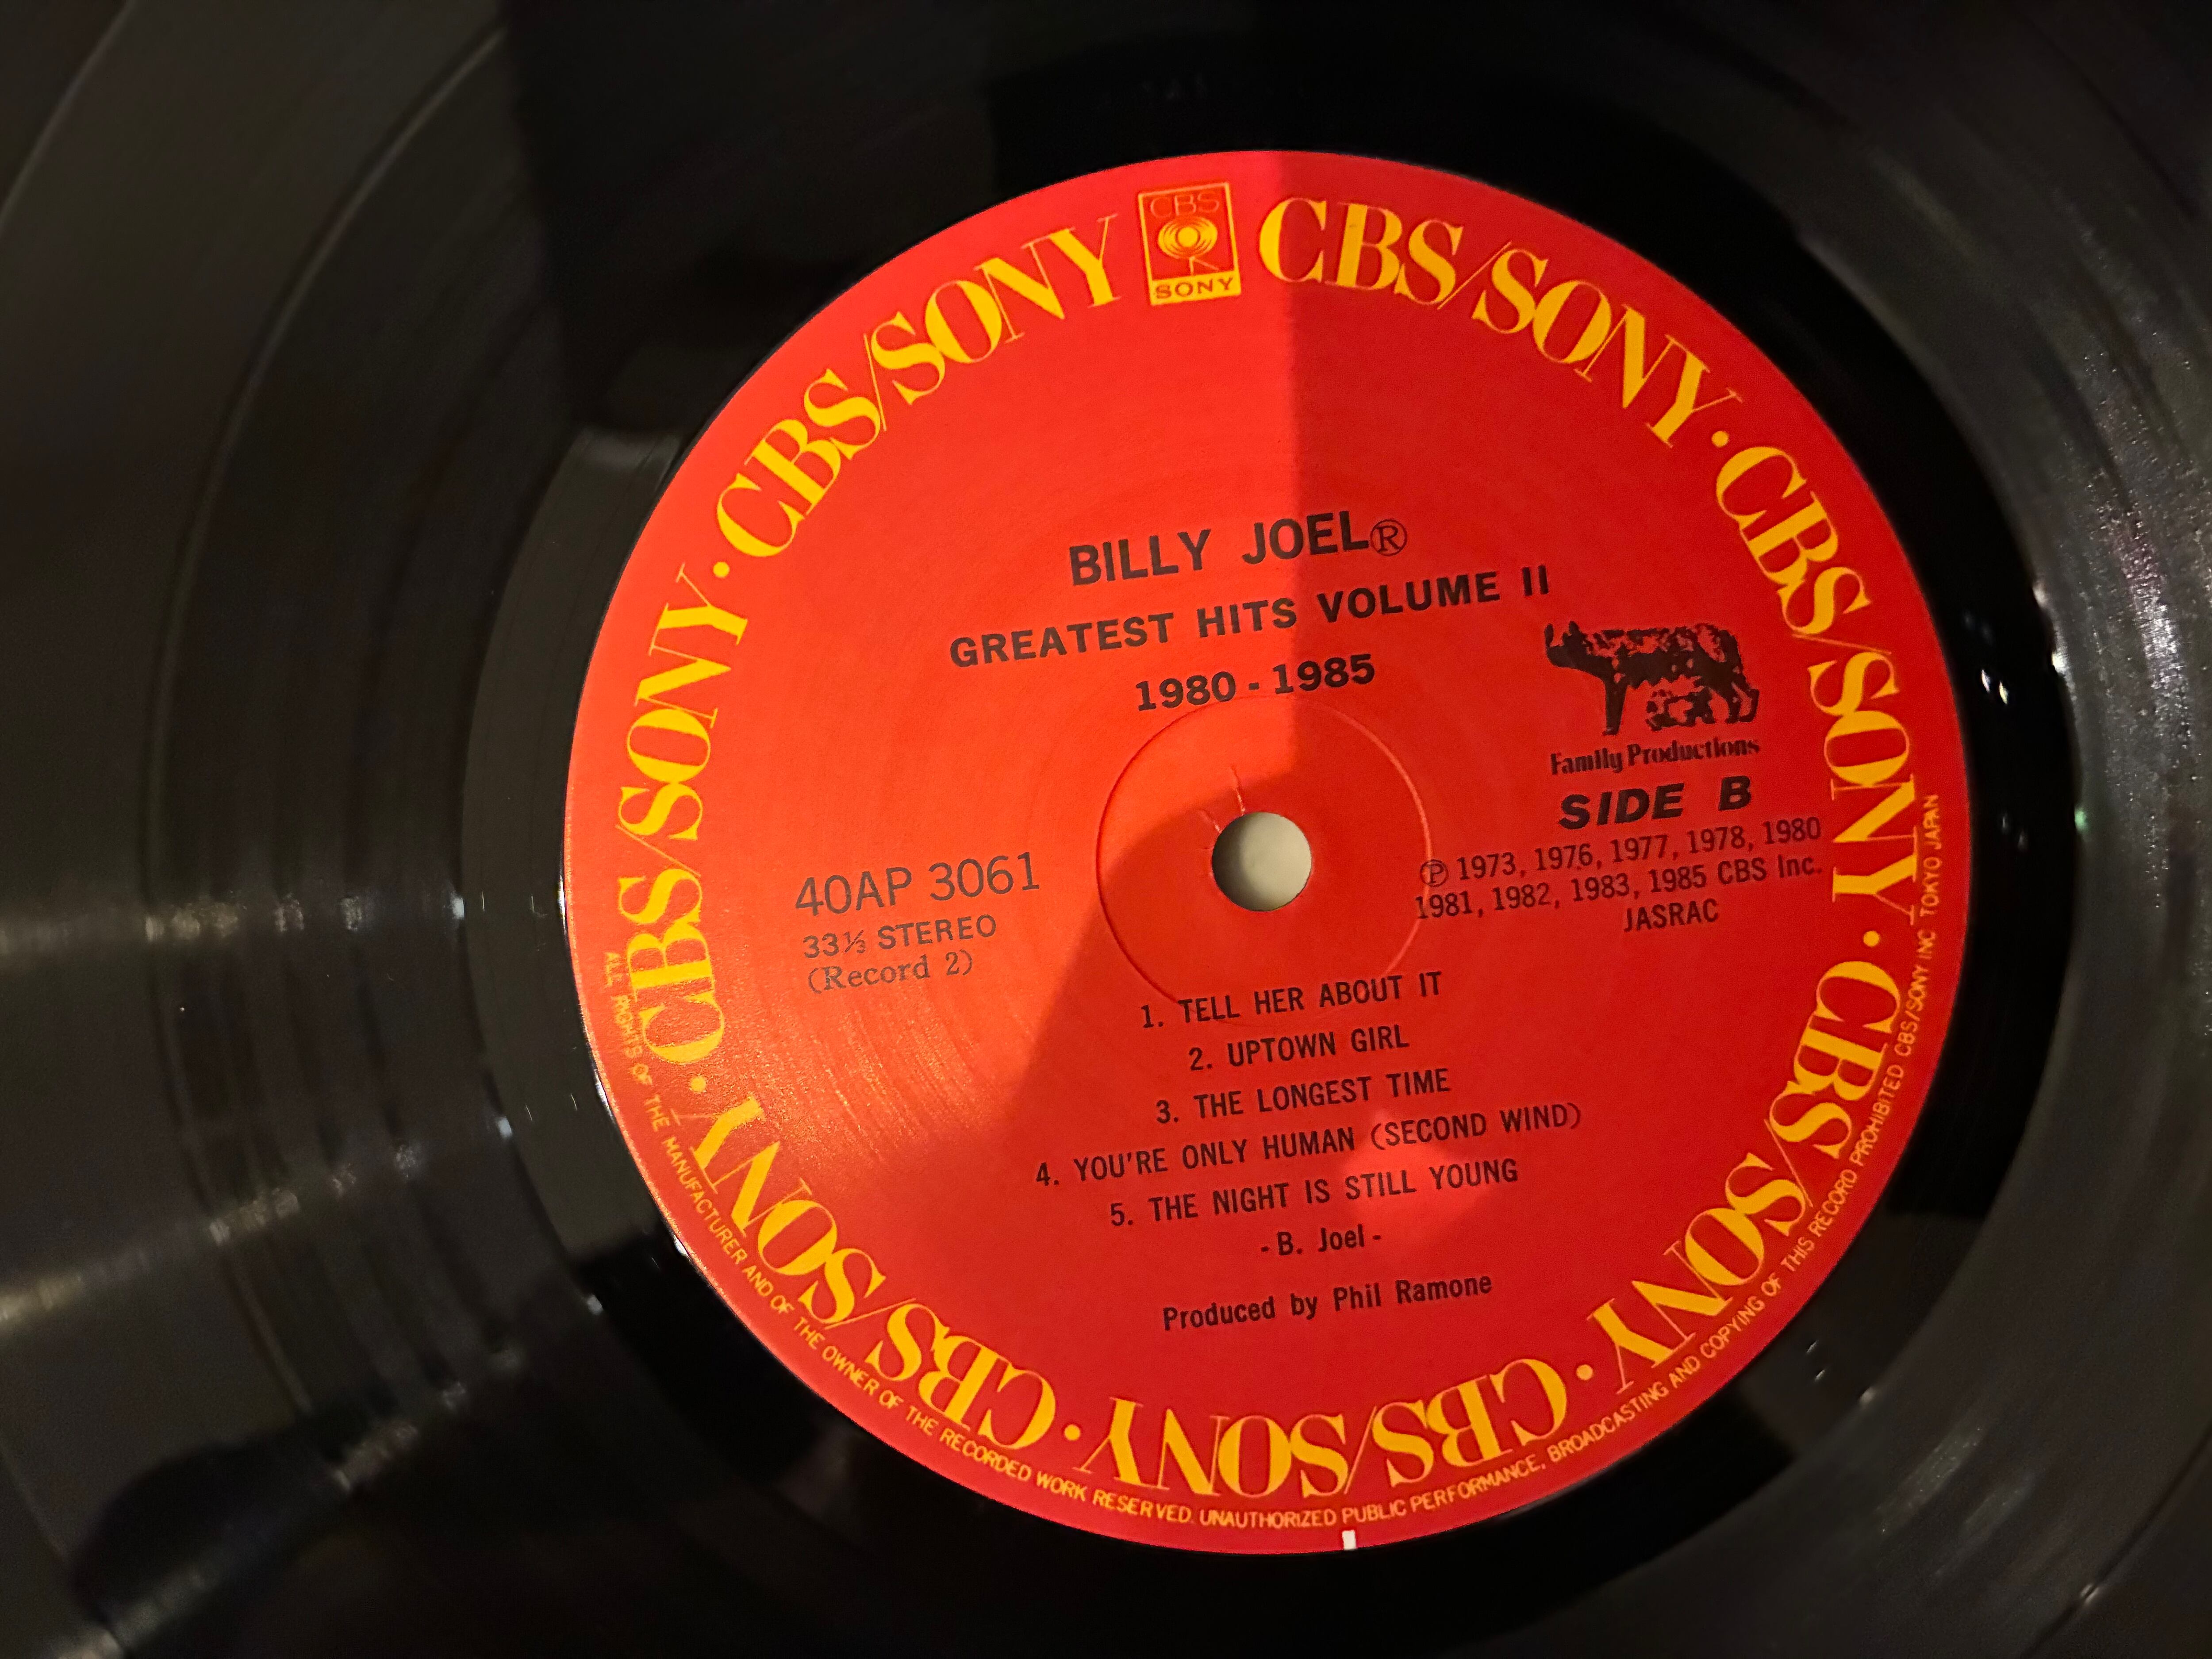 CBS
SONY
CBS/SONY · CBS/SONY · CBS/SONY · CBS/SONY · CBS/SONY · CBS/SONY · CBS/SONY · CBS/SONY
BILLY JOEL®
GREATEST HITS VOLUME II
1980 - 1985
Family Productions
SIDE B
40AP 3061
33⅓ STEREO
(Record 2)
Ⓟ 1973, 1976, 1977, 1978, 1980
1981, 1982, 1983, 1985 CBS Inc.
JASRAC
1. TELL HER ABOUT IT
2. UPTOWN GIRL
3. THE LONGEST TIME
4. YOU'RE ONLY HUMAN (SECOND WIND)
5. THE NIGHT IS STILL YOUNG
- B. Joel -
Produced by Phil Ramone
ALL RIGHTS OF THE MANUFACTURER AND OF THE OWNER OF THE RECORDED WORK RESERVED. UNAUTHORIZED PUBLIC PERFORMANCE, BROADCASTING AND COPYING OF THIS RECORD PROHIBITED CBS/SONY INC TOKYO JAPAN